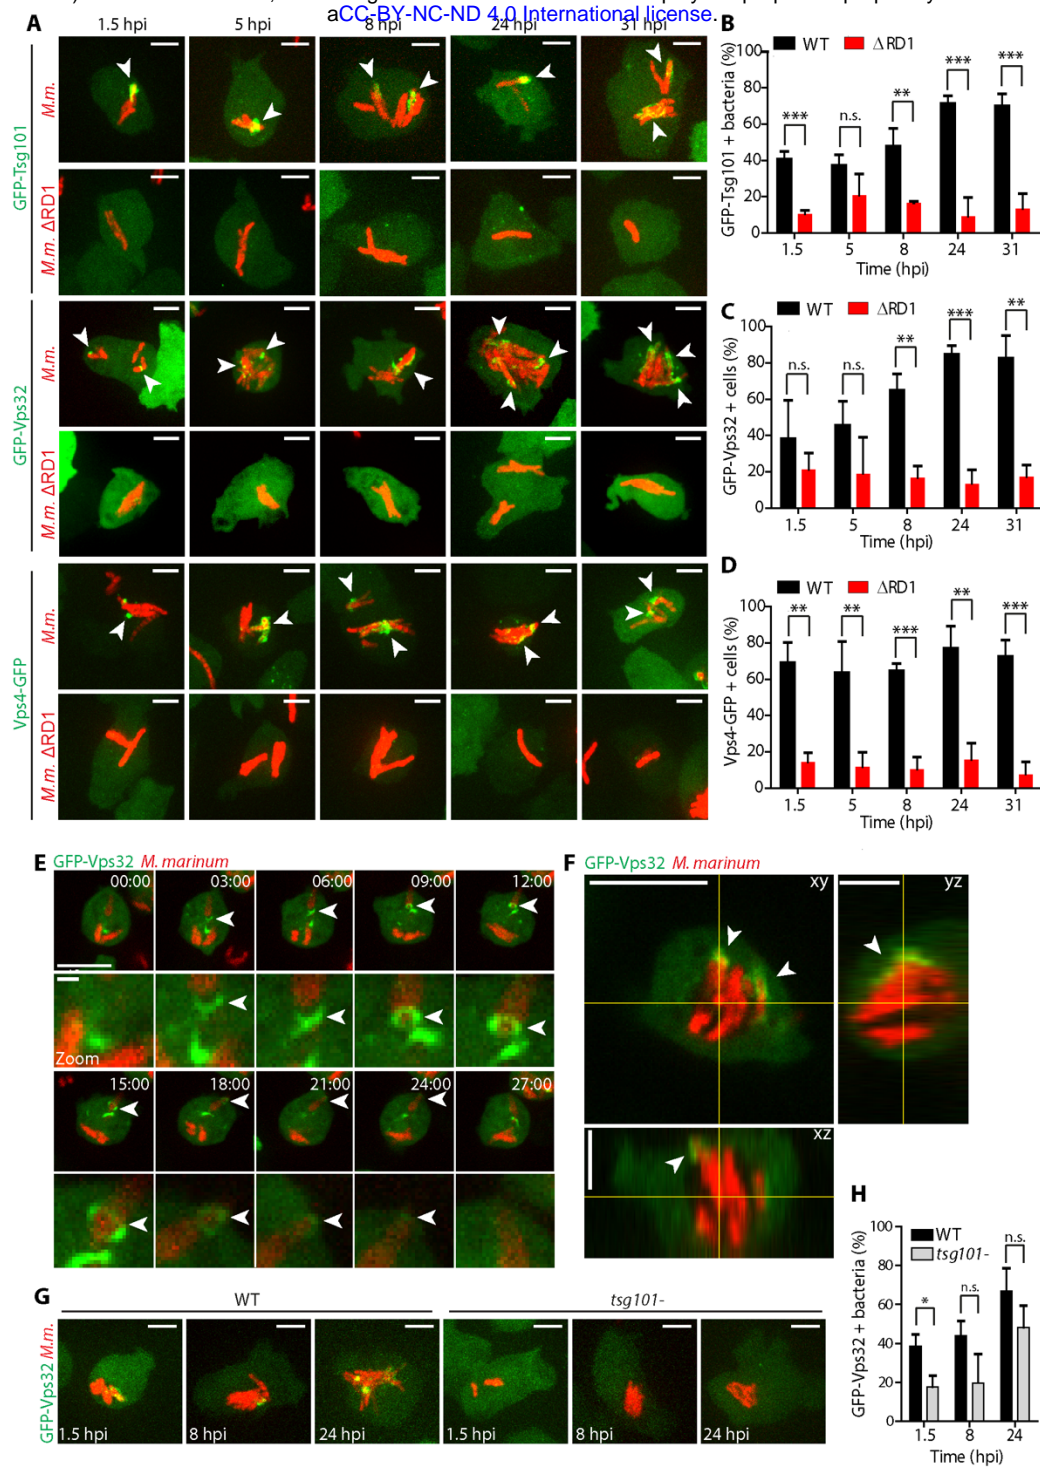 aCC-BY-NC-ND 4.0 International license.
A
1.5 hpi 5 hpi 8 hpi 24 hpi 31 hpi
GFP-Tsg101
M.m.
M.m. ΔRD1
GFP-Vps32
M.m.
M.m. ΔRD1
Vps4-GFP
M.m.
M.m. ΔRD1
B
WT ΔRD1
GFP-Tsg101 + bacteria (%)
100
80
60
40
20
0
*** n.s. ** *** ***
1.5 5 8 24 31
Time (hpi)
C
WT ΔRD1
GFP-Vps32 + cells (%)
100
80
60
40
20
0
n.s. n.s. ** *** **
1.5 5 8 24 31
Time (hpi)
D
WT ΔRD1
Vps4-GFP + cells (%)
100
80
60
40
20
0
** ** *** ** ***
1.5 5 8 24 31
Time (hpi)
E
GFP-Vps32 M. marinum
00:00 03:00 06:00 09:00 12:00
Zoom
15:00 18:00 21:00 24:00 27:00
F
GFP-Vps32 M. marinum
xy
yz
xz
G
WT tsg101-
GFP-Vps32 M.m.
1.5 hpi 8 hpi 24 hpi 1.5 hpi 8 hpi 24 hpi
H
WT
tsg101-
GFP-Vps32 + bacteria (%)
100
80
60
40
20
0
* n.s. n.s.
1.5 8 24
Time (hpi)